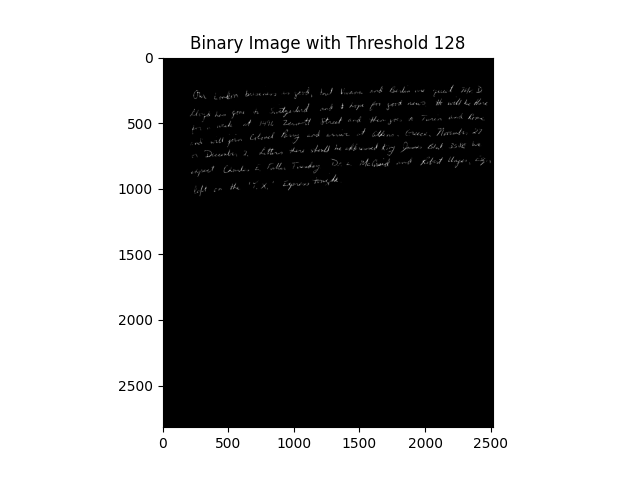 Binary Image with Threshold 128
0
Our London business is good, but Vienna and Berlin are quiet. Mr. D.
Lloyd has gone to Switzerland and I hope for good news. He will be there
500
for a week at 1496 Zermott Street and then goes to Turin and Rome
and will join Colonel Parry and arrive at Athens, Greece, November 27
or December 2. Letters there should be addressed King James Blvd. 3580. We
expect Charles E. Fuller Tuesday. Dr. L. McQuaid and Robert Unger, Esq.,
1000
left on the "Y. X." Express tonight.
1500
2000
2500
0 500 1000 1500 2000 2500